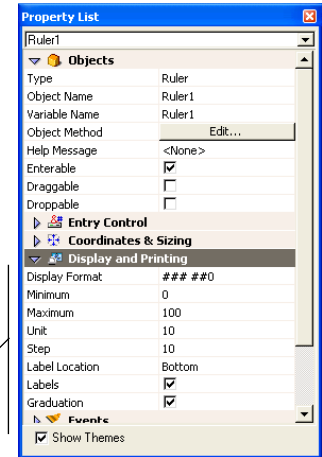 Property List
Ruler1
Objects
Type Ruler
Object Name Ruler1
Variable Name Ruler1
Object Method Edit...
Help Message <None>
Enterable
Draggable
Droppable
Entry Control
Coordinates & Sizing
Display and Printing
Display Format ### ##0
Minimum 0
Maximum 100
Unit 10
Step 10
Label Location Bottom
Labels
Graduation
Events
Show Themes